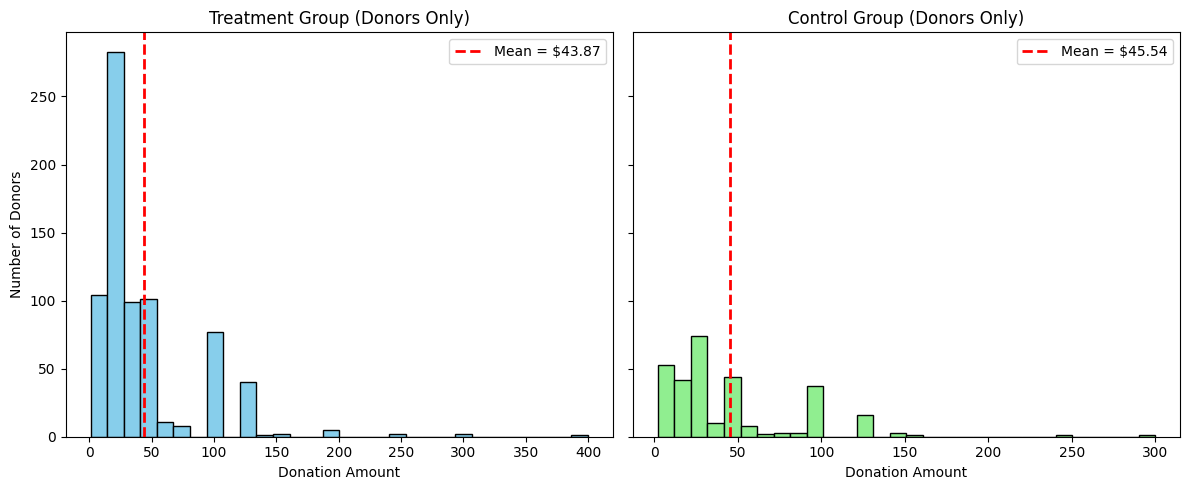 Treatment Group (Donors Only)
Mean = $43.87
Number of Donors
250
200
150
100
50
0
0 50 100 150 200 250 300 350 400
Donation Amount
Control Group (Donors Only)
Mean = $45.54
0 50 100 150 200 250 300
Donation Amount